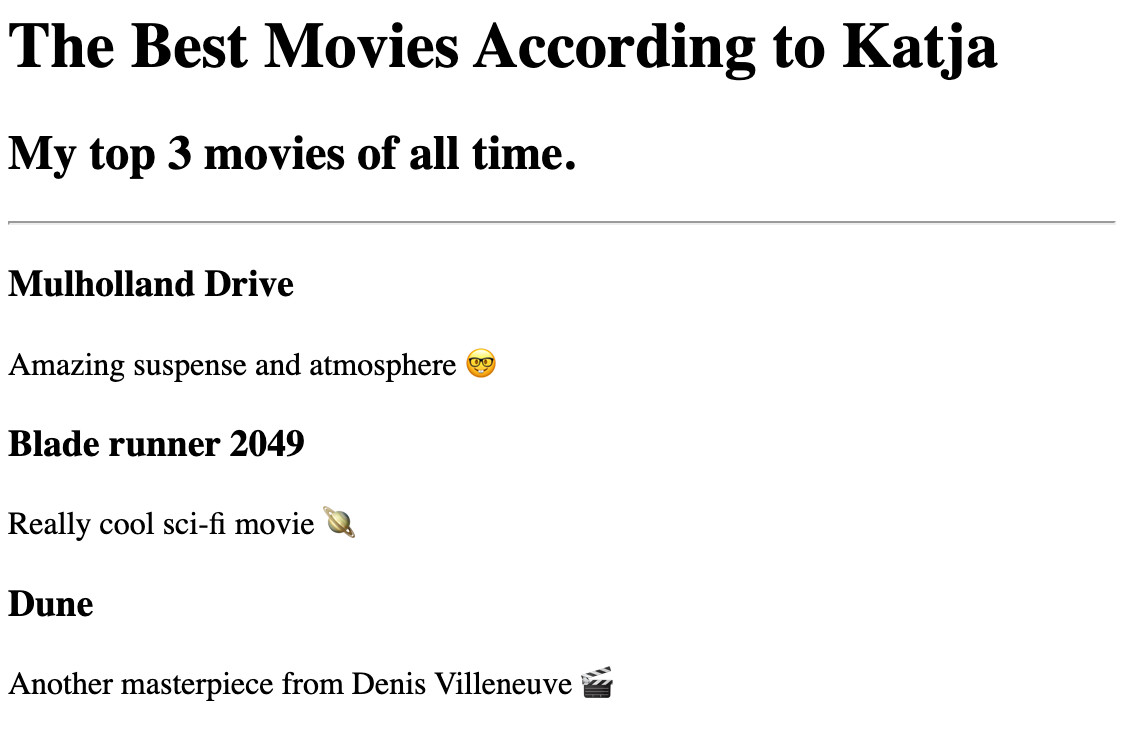 The Best Movies According to Katja
My top 3 movies of all time.
Mulholland Drive
Amazing suspense and atmosphere 🤓
Blade runner 2049
Really cool sci-fi movie 🪐
Dune
Another masterpiece from Denis Villeneuve 🎬